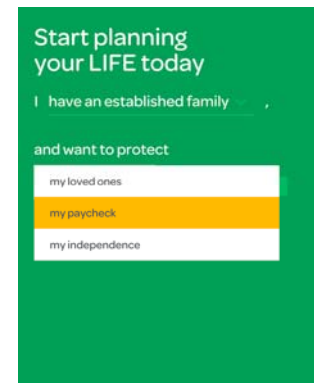 Start planning
your LIFE today
I have an established family ,
and want to protect
my loved ones
my paycheck
my independence